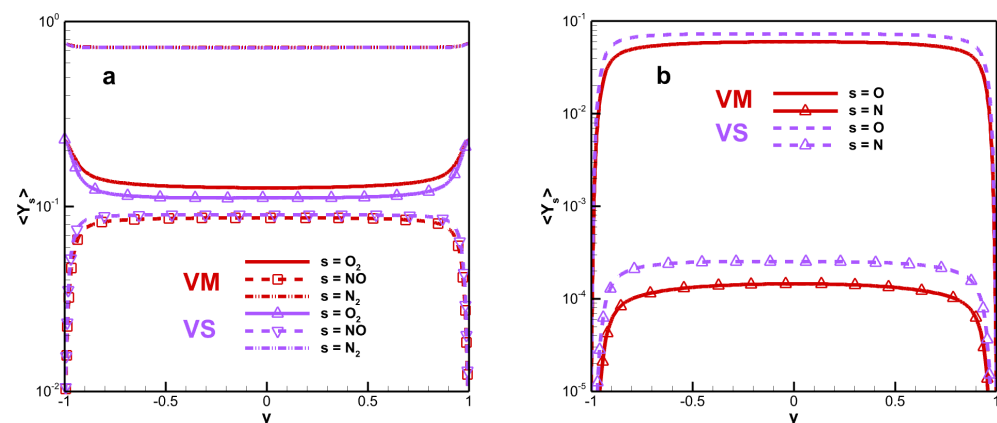 10⁰
10⁻¹
10⁻²
<Yₛ>
a
VM
VS
s = O₂
s = NO
s = N₂
s = O₂
s = NO
s = N₂
-1
-0.5
0
0.5
1
y
10⁻¹
10⁻²
10⁻³
10⁻⁴
10⁻⁵
<Yₛ>
b
VM
VS
s = O
s = N
s = O
s = N
-1
-0.5
0
0.5
1
y